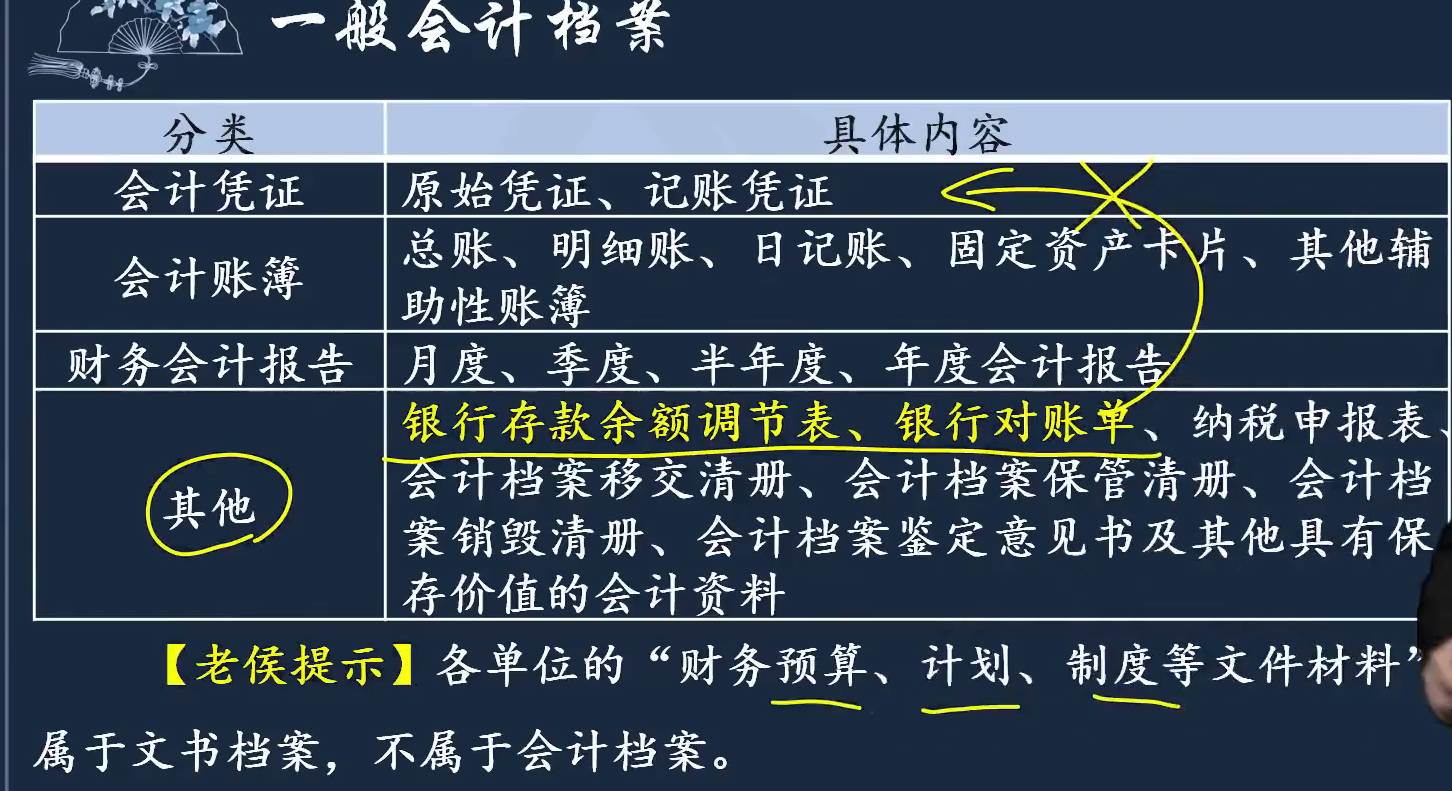 一般会计档案
分类
具体内容
会计凭证
原始凭证、记账凭证
会计账簿
总账、明细账、日记账、固定资产卡片、其他辅
助性账簿
财务会计报告
月度、季度、半年度、年度会计报告
其他
银行存款余额调节表、银行对账单、纳税申报表、
会计档案移交清册、会计档案保管清册、会计档
案销毁清册、会计档案鉴定意见书及其他具有保
存价值的会计资料
【老侯提示】各单位的“财务预算、计划、制度等文件材料”
属于文书档案，不属于会计档案。